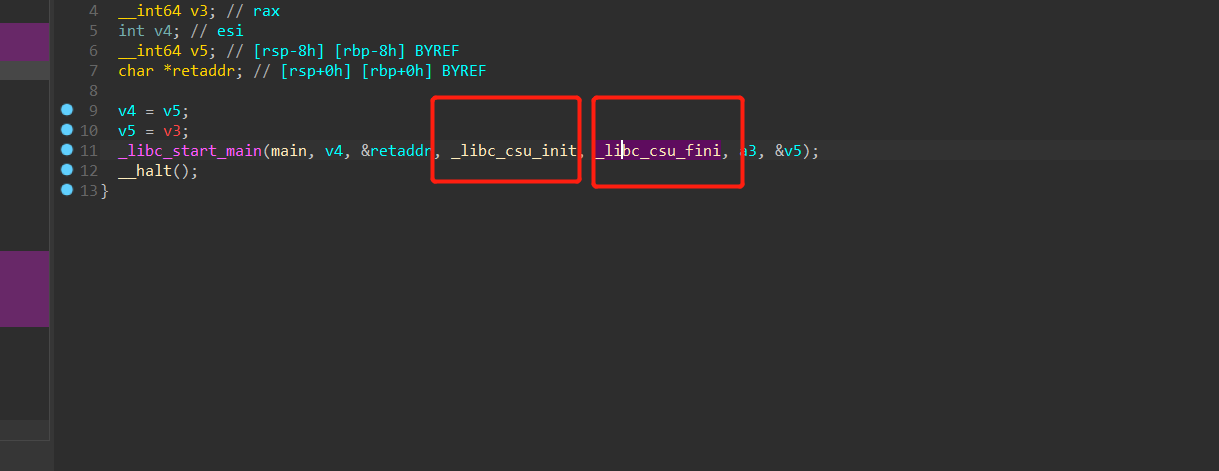 4 __int64 v3; // rax
5 int v4; // esi
6 __int64 v5; // [rsp-8h] [rbp-8h] BYREF
7 char *retaddr; // [rsp+0h] [rbp+0h] BYREF
8
9 v4 = v5;
10 v5 = v3;
11 _libc_start_main(main, v4, &retaddr, _libc_csu_init, _libc_csu_fini, a3, &v5);
12 __halt();
13 }